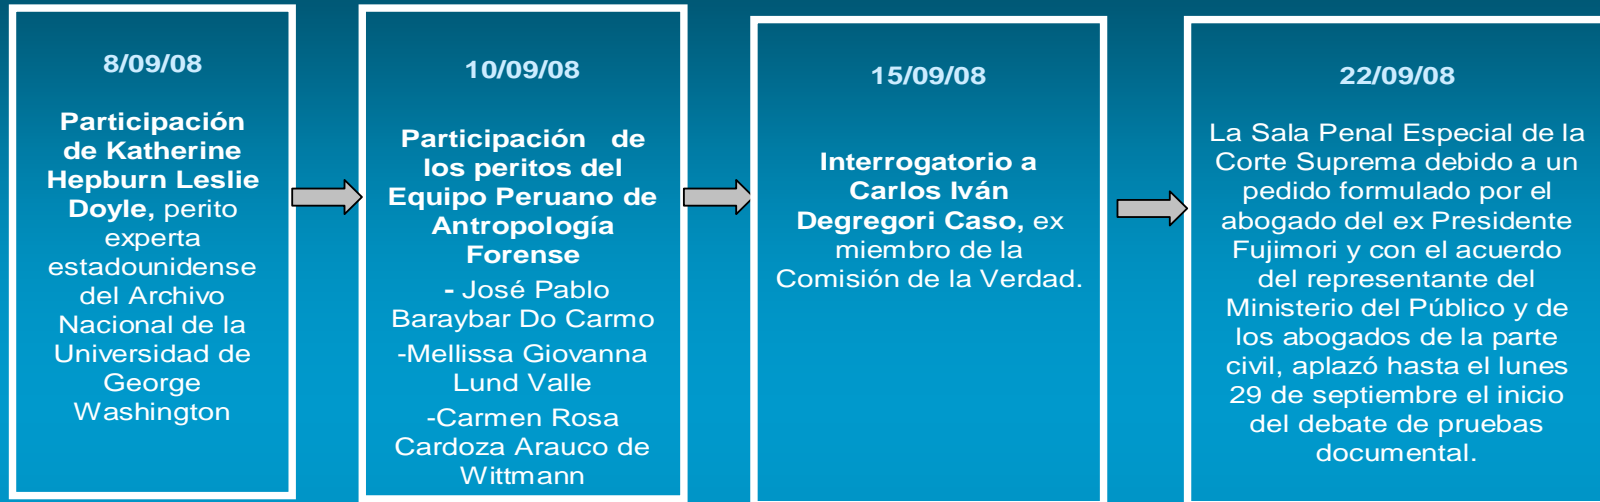 8/09/08
Participación
de Katherine
Hepburn Leslie
Doyle, perito
experta
estadounidense
del Archivo
Nacional de la
Universidad de
George
Washington
10/09/08
Participación de
los peritos del
Equipo Peruano de
Antropología
Forense
- José Pablo
Baraybar Do Carmo
-Mellissa Giovanna
Lund Valle
-Carmen Rosa
Cardoza Arauco de
Wittmann
15/09/08
Interrogatorio a
Carlos Iván
Degregori Caso, ex
miembro de la
Comisión de la Verdad.
22/09/08
La Sala Penal Especial de la
Corte Suprema debido a un
pedido formulado por el
abogado del ex Presidente
Fujimori y con el acuerdo
del representante del
Ministerio del Público y de
los abogados de la parte
civil, aplazó hasta el lunes
29 de septiembre el inicio
del debate de pruebas
documental.